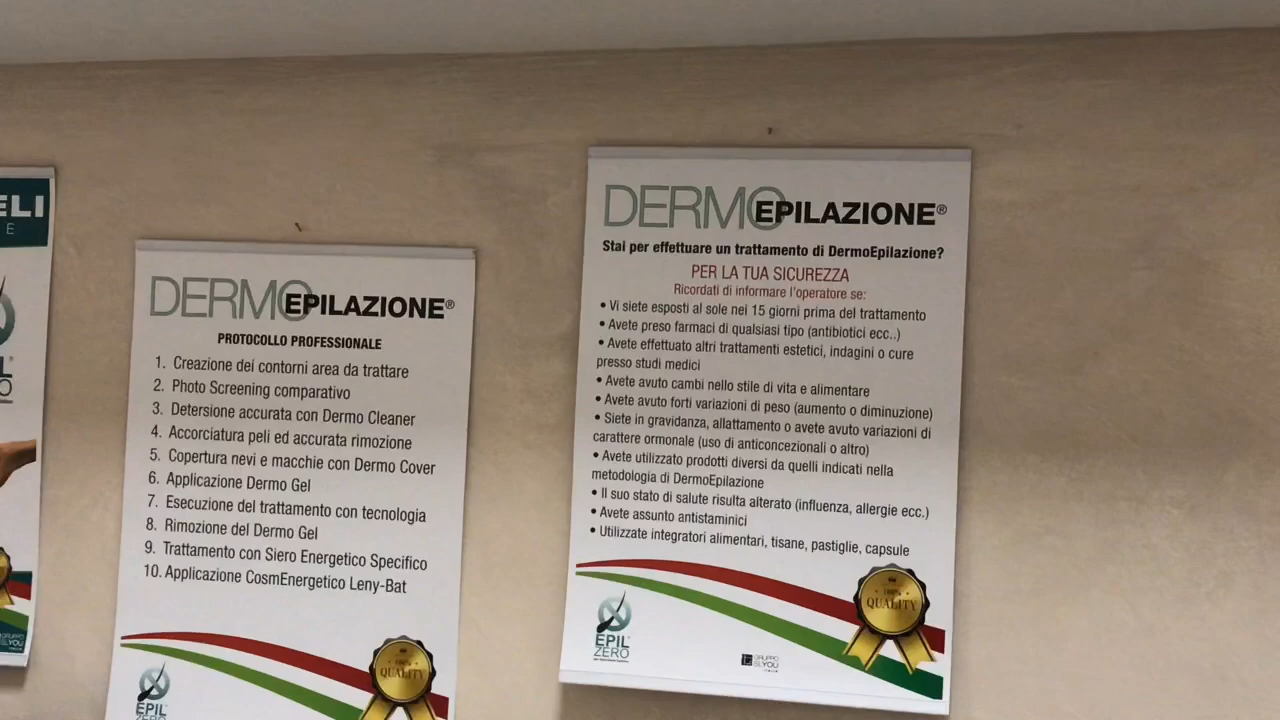 ELI
E
EPIL
ZERO
DERMOEPILAZIONE®
PROTOCOLLO PROFESSIONALE
1. Creazione dei contorni area da trattare
2. Photo Screening comparativo
3. Detersione accurata con Dermo Cleaner
4. Accorciatura peli ed accurata rimozione
5. Copertura nevi e macchie con Dermo Cover
6. Applicazione Dermo Gel
7. Esecuzione del trattamento con tecnologia
8. Rimozione del Dermo Gel
9. Trattamento con Siero Energetico Specifico
10. Applicazione CosmEnergetico Leny-Bat
100%
QUALITY
EPIL
ZERO
DERMOEPILAZIONE®
Stai per effettuare un trattamento di DermoEpilazione?
PER LA TUA SICUREZZA
Ricordati di informare l'operatore se:
• Vi siete esposti al sole nei 15 giorni prima del trattamento
• Avete preso farmaci di qualsiasi tipo (antibiotici ecc..)
• Avete effettuato altri trattamenti estetici, indagini o cure
presso studi medici
• Avete avuto cambi nello stile di vita e alimentare
• Avete avuto forti variazioni di peso (aumento o diminuzione)
• Siete in gravidanza, allattamento o avete avuto variazioni di
carattere ormonale (uso di anticoncezionali o altro)
• Avete utilizzato prodotti diversi da quelli indicati nella
metodologia di DermoEpilazione
• Il suo stato di salute risulta alterato (influenza, allergie ecc.)
• Avete assunto antistaminici
• Utilizzate integratori alimentari, tisane, pastiglie, capsule
100%
QUALITY
EPIL
ZERO
GRUPPO
YOU